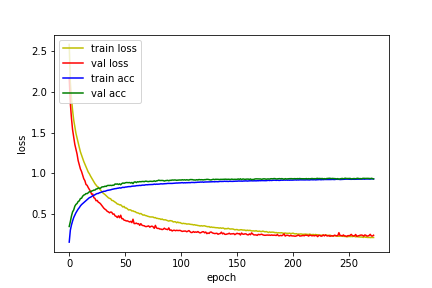 2.5
2.0
1.5
1.0
0.5
loss
train loss
val loss
train acc
val acc
0 50 100 150 200 250
epoch